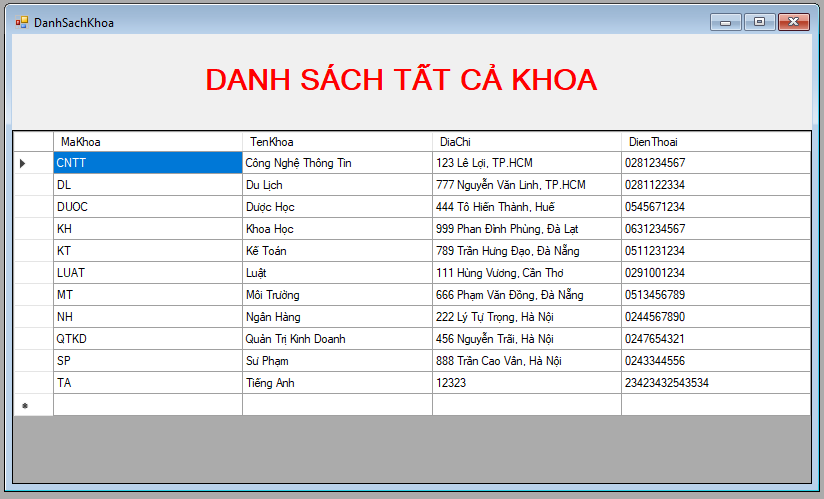 DanhSachKhoa
DANH SÁCH TẤT CẢ KHOA
MaKhoa TenKhoa DiaChi DienThoai
CNTT Công Nghệ Thông Tin 123 Lê Lợi, TP.HCM 0281234567
DL Du Lịch 777 Nguyễn Văn Linh, TP.HCM 0281122334
DUOC Dược Học 444 Tô Hiến Thành, Huế 0545671234
KH Khoa Học 999 Phan Đình Phùng, Đà Lạt 0631234567
KT Kế Toán 789 Trần Hưng Đạo, Đà Nẵng 0511231234
LUAT Luật 111 Hùng Vương, Cần Thơ 0291001234
MT Môi Trường 666 Phạm Văn Đồng, Đà Nẵng 0513456789
NH Ngân Hàng 222 Lý Tự Trọng, Hà Nội 0244567890
QTKD Quản Trị Kinh Doanh 456 Nguyễn Trãi, Hà Nội 0247654321
SP Sư Phạm 888 Trần Cao Vân, Hà Nội 0243344556
TA Tiếng Anh 12323 23423432543534